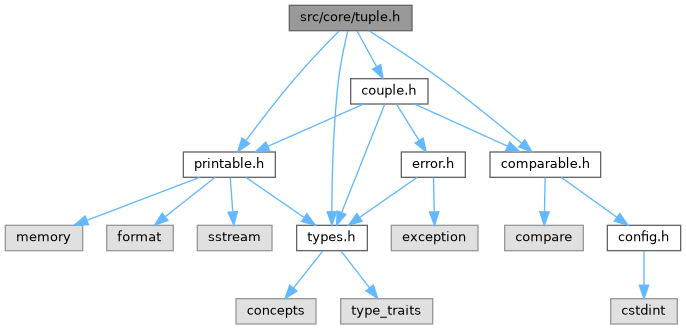 src/core/tuple.h
couple.h
printable.h
error.h
comparable.h
memory
format
sstream
types.h
exception
compare
config.h
concepts
type_traits
cstdint